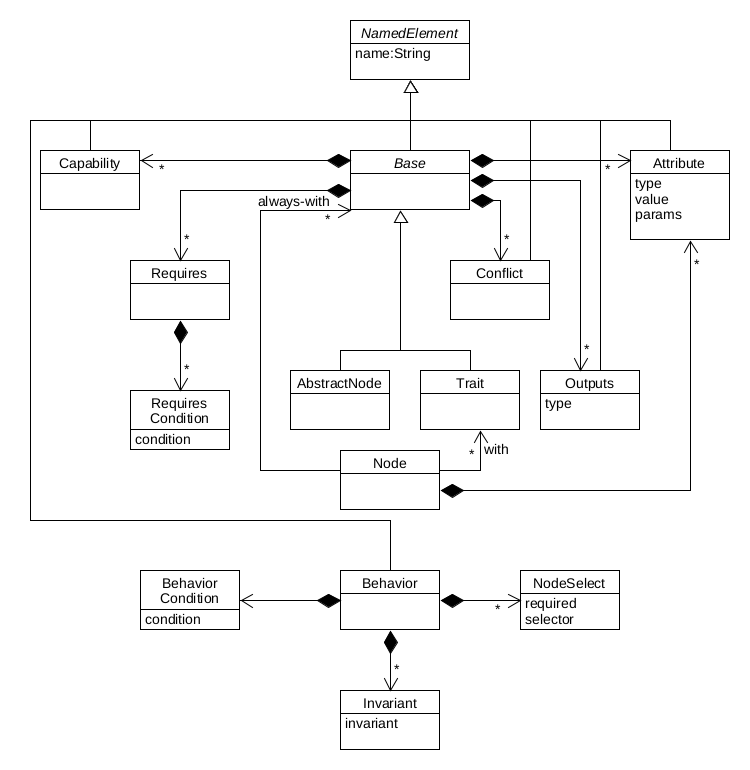 NamedElement
name:String
Capability
*
Base
*
Attribute
type
value
params
always-with
*
*
*
*
Requires
Conflict
*
*
Requires
Condition
condition
AbstractNode
Trait
Outputs
type
*
with
Node
Behavior
Condition
condition
Behavior
*
NodeSelect
required
selector
*
Invariant
invariant